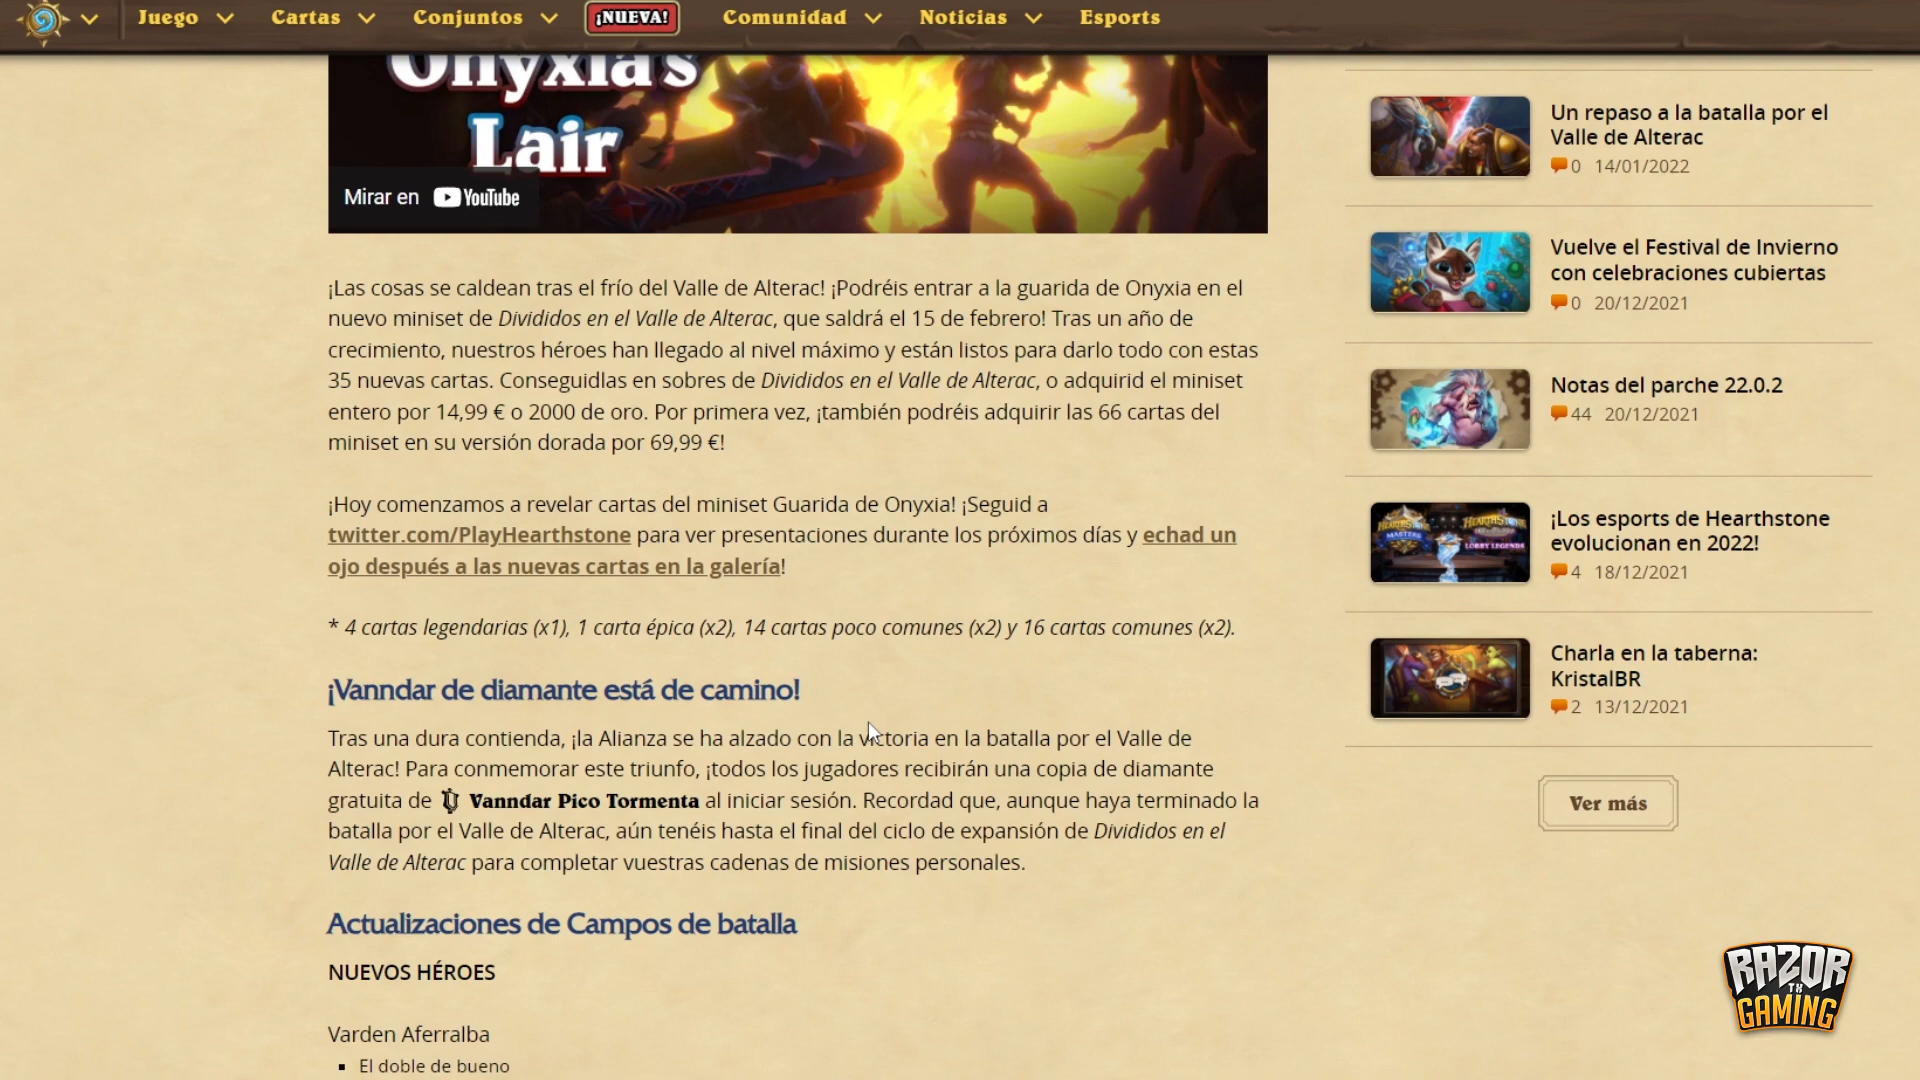 Juego
Cartas
Conjuntos
¡NUEVA!
Comunidad
Noticias
Esports
Onyxia's
Lair
Mirar en YouTube
¡Las cosas se caldean tras el frío del Valle de Alterac! ¡Podréis entrar a la guarida de Onyxia en el
nuevo miniset de Divididos en el Valle de Alterac, que saldrá el 15 de febrero! Tras un año de
crecimiento, nuestros héroes han llegado al nivel máximo y están listos para darlo todo con estas
35 nuevas cartas. Conseguidlas en sobres de Divididos en el Valle de Alterac, o adquirid el miniset
entero por 14,99 € o 2000 de oro. Por primera vez, ¡también podréis adquirir las 66 cartas del
miniset en su versión dorada por 69,99 €!
¡Hoy comenzamos a revelar cartas del miniset Guarida de Onyxia! ¡Seguid a
twitter.com/PlayHearthstone para ver presentaciones durante los próximos días y echad un
ojo después a las nuevas cartas en la galería!
* 4 cartas legendarias (x1), 1 carta épica (x2), 14 cartas poco comunes (x2) y 16 cartas comunes (x2).
¡Vanndar de diamante está de camino!
Tras una dura contienda, ¡la Alianza se ha alzado con la victoria en la batalla por el Valle de
Alterac! Para conmemorar este triunfo, ¡todos los jugadores recibirán una copia de diamante
gratuita de Vanndar Pico Tormenta al iniciar sesión. Recordad que, aunque haya terminado la
batalla por el Valle de Alterac, aún tenéis hasta el final del ciclo de expansión de Divididos en el
Valle de Alterac para completar vuestras cadenas de misiones personales.
Actualizaciones de Campos de batalla
NUEVOS HÉROES
Varden Aferralba
▪ El doble de bueno
Un repaso a la batalla por el
Valle de Alterac
0 14/01/2022
Vuelve el Festival de Invierno
con celebraciones cubiertas
0 20/12/2021
Notas del parche 22.0.2
44 20/12/2021
HEARTHSTONE
MASTERS
HEARTHSTONE
LOBBY LEGENDS
¡Los esports de Hearthstone
evolucionan en 2022!
4 18/12/2021
Charla en la taberna:
KristalBR
2 13/12/2021
Ver más
RAZOR
TX
GAMING